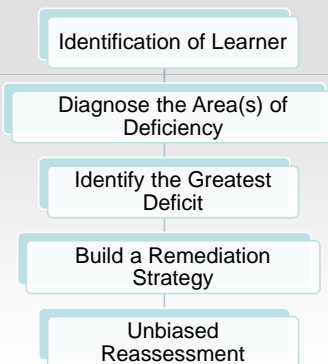 Identification of Learner
Diagnose the Area(s) of
Deficiency
Identify the Greatest
Deficit
Build a Remediation
Strategy
Unbiased
Reassessment